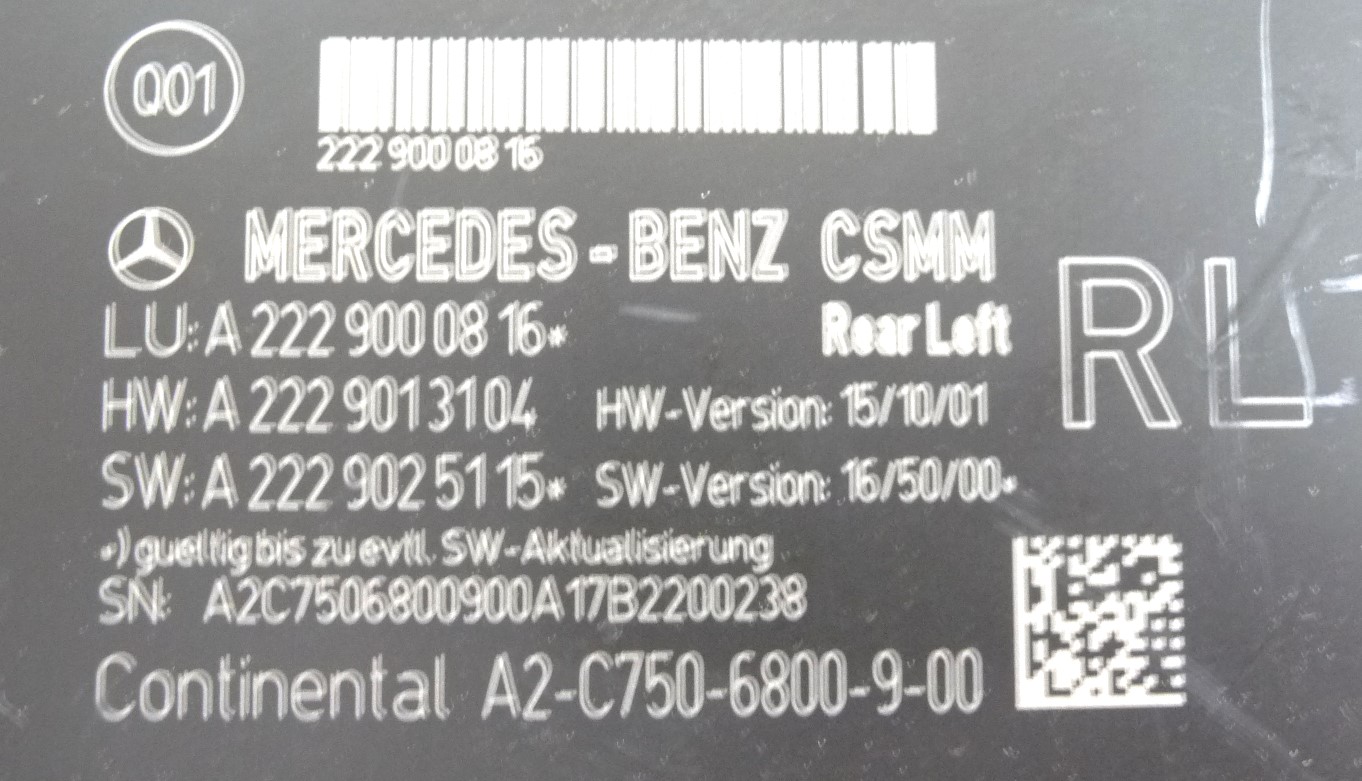 Q01
222 900 08 16
MERCEDES-BENZ CSMM
LU: A 222 900 08 16*
Rear Left
RL
HW: A 222 901 31 04 HW-Version: 15/10/01
SW: A 222 902 51 15* SW-Version: 16/50/00*
*) gueltig bis zu evtl. SW-Aktualisierung
SN: A2C7506800900A17B2200238
Continental A2-C750-6800-9-00